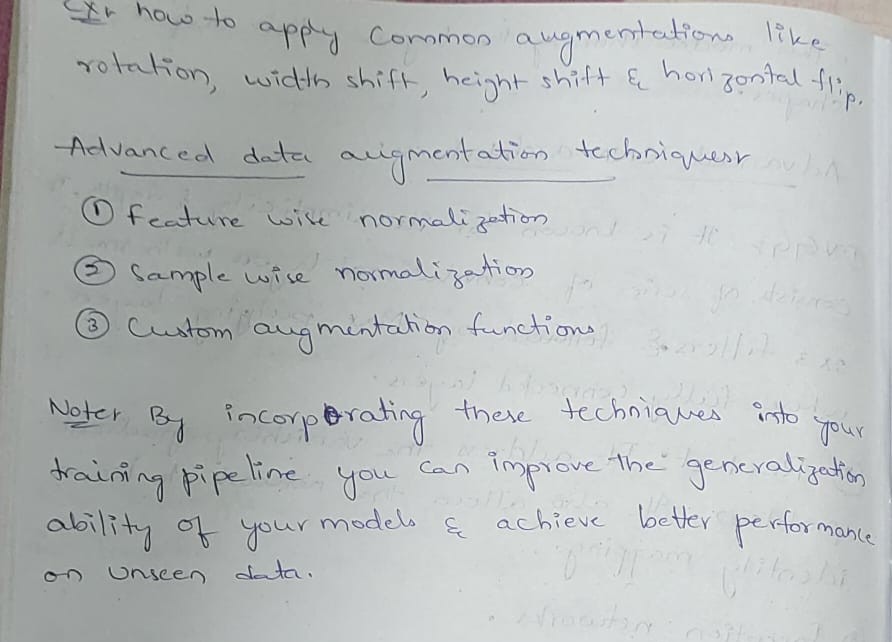 Ex:- how to apply common augmentations like
rotation, width shift, height shift & horizontal flip.
Advanced data augmentation techniques:-
① Feature wise normalization
② Sample wise normalization
③ Custom augmentation functions
Note:- By incorporating these techniques into your
training pipeline you can improve the generalization
ability of your models & achieve better performance
on unseen data.